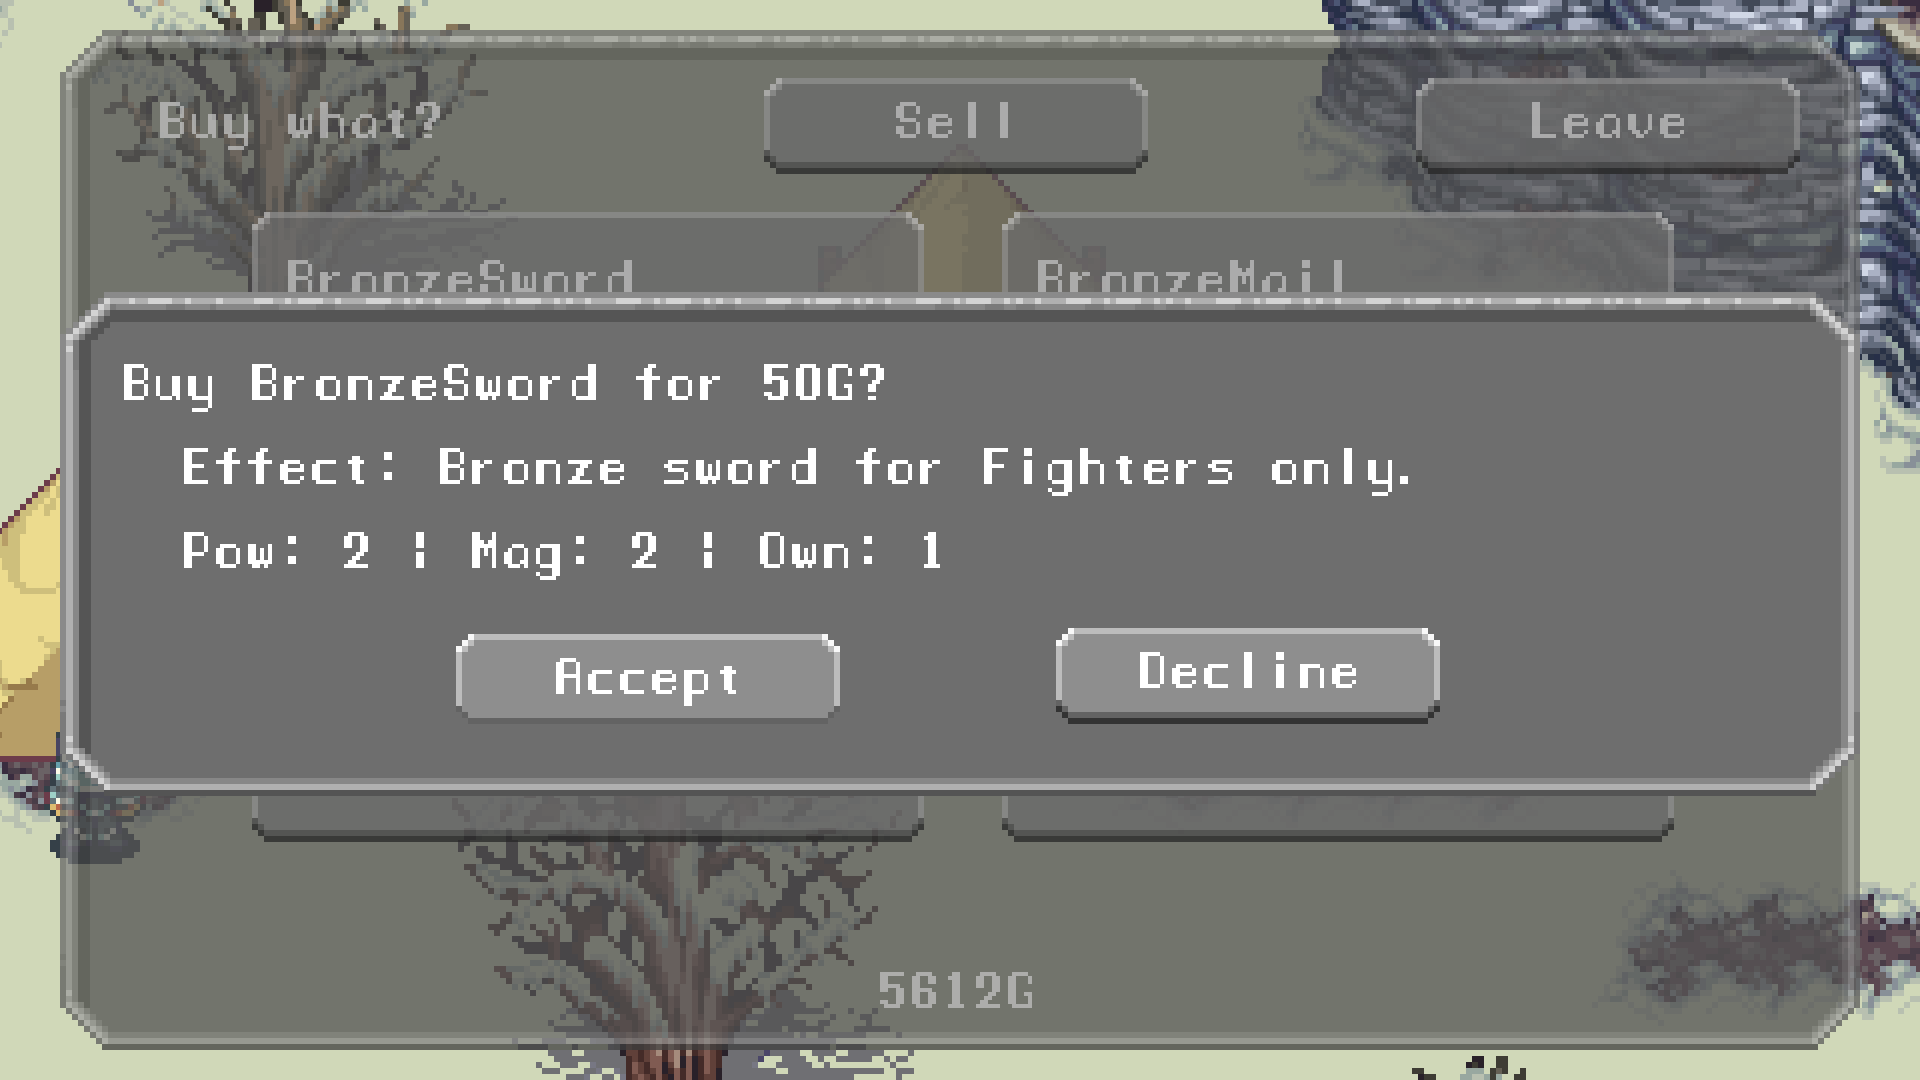 Buy what?
Sell
Leave
BronzeSword
BronzeMail
Buy BronzeSword for 50G?
Effect: Bronze sword for Fighters only.
Pow: 2 | Mag: 2 | Own: 1
Accept
Decline
5612G